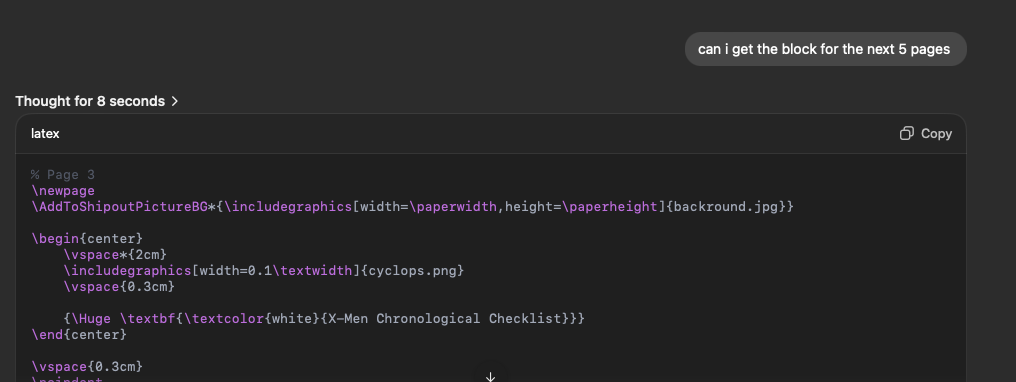 can i get the block for the next 5 pages
Thought for 8 seconds >
latex
Copy
% Page 3
\newpage
\AddToShipoutPictureBG*{\includegraphics[width=\paperwidth,height=\paperheight]{backround.jpg}}
\begin{center}
\vspace*{2cm}
\includegraphics[width=0.1\textwidth]{cyclops.png}
\vspace{0.3cm}
{\Huge \textbf{\textcolor{white}{X-Men Chronological Checklist}}}
\end{center}
\vspace{0.3cm}
\noindent